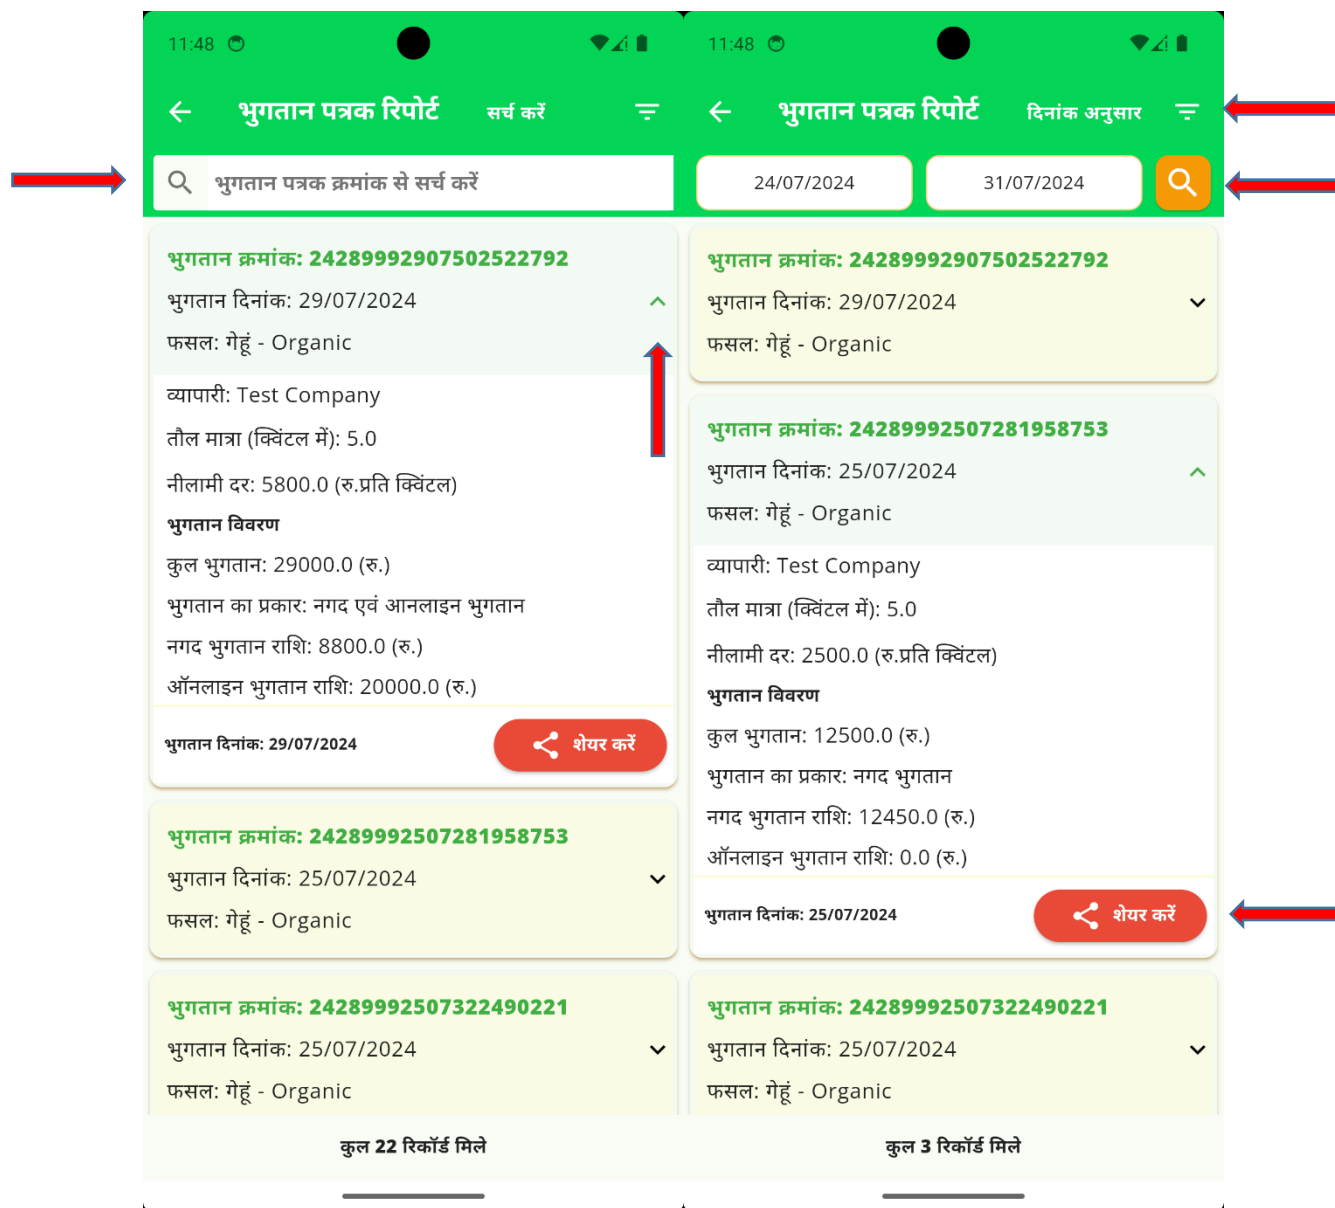 11:48
भुगतान पत्रक रिपोर्ट सर्च करें
भुगतान पत्रक क्रमांक से सर्च करें
भुगतान क्रमांक: 24289992907502522792
भुगतान दिनांक: 29/07/2024
फसल: गेहूं - Organic
व्यापारी: Test Company
तौल मात्रा (क्विंटल में): 5.0
नीलामी दर: 5800.0 (रु.प्रति क्विंटल)
भुगतान विवरण
कुल भुगतान: 29000.0 (रु.)
भुगतान का प्रकार: नगद एवं आनलाइन भुगतान
नगद भुगतान राशि: 8800.0 (रु.)
ऑनलाइन भुगतान राशि: 20000.0 (रु.)
भुगतान दिनांक: 29/07/2024 शेयर करें
भुगतान क्रमांक: 24289992507281958753
भुगतान दिनांक: 25/07/2024
फसल: गेहूं - Organic
भुगतान क्रमांक: 24289992507322490221
भुगतान दिनांक: 25/07/2024
फसल: गेहूं - Organic
कुल 22 रिकॉर्ड मिले
11:48
भुगतान पत्रक रिपोर्ट दिनांक अनुसार
24/07/2024 31/07/2024
भुगतान क्रमांक: 24289992907502522792
भुगतान दिनांक: 29/07/2024
फसल: गेहूं - Organic
भुगतान क्रमांक: 24289992507281958753
भुगतान दिनांक: 25/07/2024
फसल: गेहूं - Organic
व्यापारी: Test Company
तौल मात्रा (क्विंटल में): 5.0
नीलामी दर: 2500.0 (रु.प्रति क्विंटल)
भुगतान विवरण
कुल भुगतान: 12500.0 (रु.)
भुगतान का प्रकार: नगद भुगतान
नगद भुगतान राशि: 12450.0 (रु.)
ऑनलाइन भुगतान राशि: 0.0 (रु.)
भुगतान दिनांक: 25/07/2024 शेयर करें
भुगतान क्रमांक: 24289992507322490221
भुगतान दिनांक: 25/07/2024
फसल: गेहूं - Organic
कुल 3 रिकॉर्ड मिले